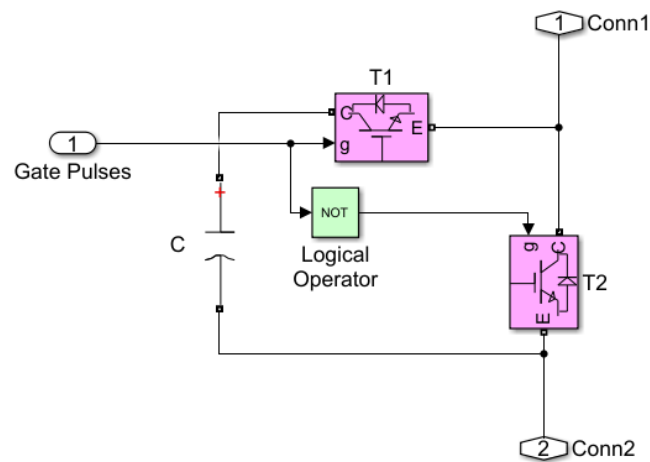 1
Conn1
T1
C
E
g
1
Gate Pulses
+
NOT
Logical
Operator
C
g
C
T2
E
2
Conn2